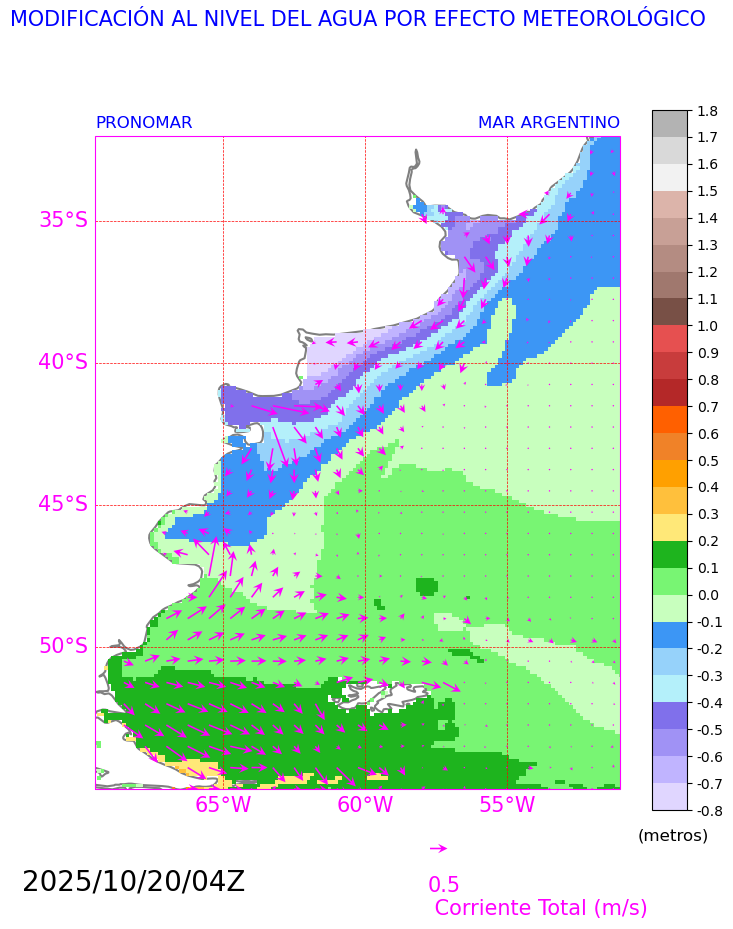 MODIFICACIÓN AL NIVEL DEL AGUA POR EFECTO METEOROLÓGICO
PRONOMAR MAR ARGENTINO
35°S
40°S
45°S
50°S
65°W 60°W 55°W
1.8
1.7
1.6
1.5
1.4
1.3
1.2
1.1
1.0
0.9
0.8
0.7
0.6
0.5
0.4
0.3
0.2
0.1
0.0
-0.1
-0.2
-0.3
-0.4
-0.5
-0.6
-0.7
-0.8
(metros)
2025/10/20/04Z
0.5
Corriente Total (m/s)